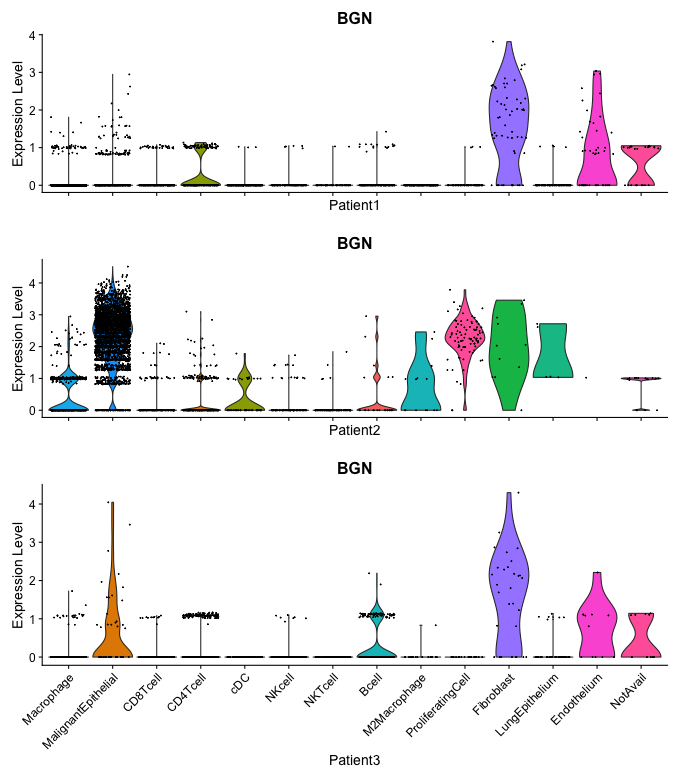 BGN
Expression Level
4
3
2
1
0
Patient1
BGN
Expression Level
4
3
2
1
0
Patient2
BGN
Expression Level
4
3
2
1
0
Macrophage
MalignantEpithelial
CD8Tcell
CD4Tcell
cDC
NKcell
NKTcell
Bcell
M2Macrophage
ProliferatingCell
Fibroblast
LungEpithelium
Endothelium
NotAvail
Patient3